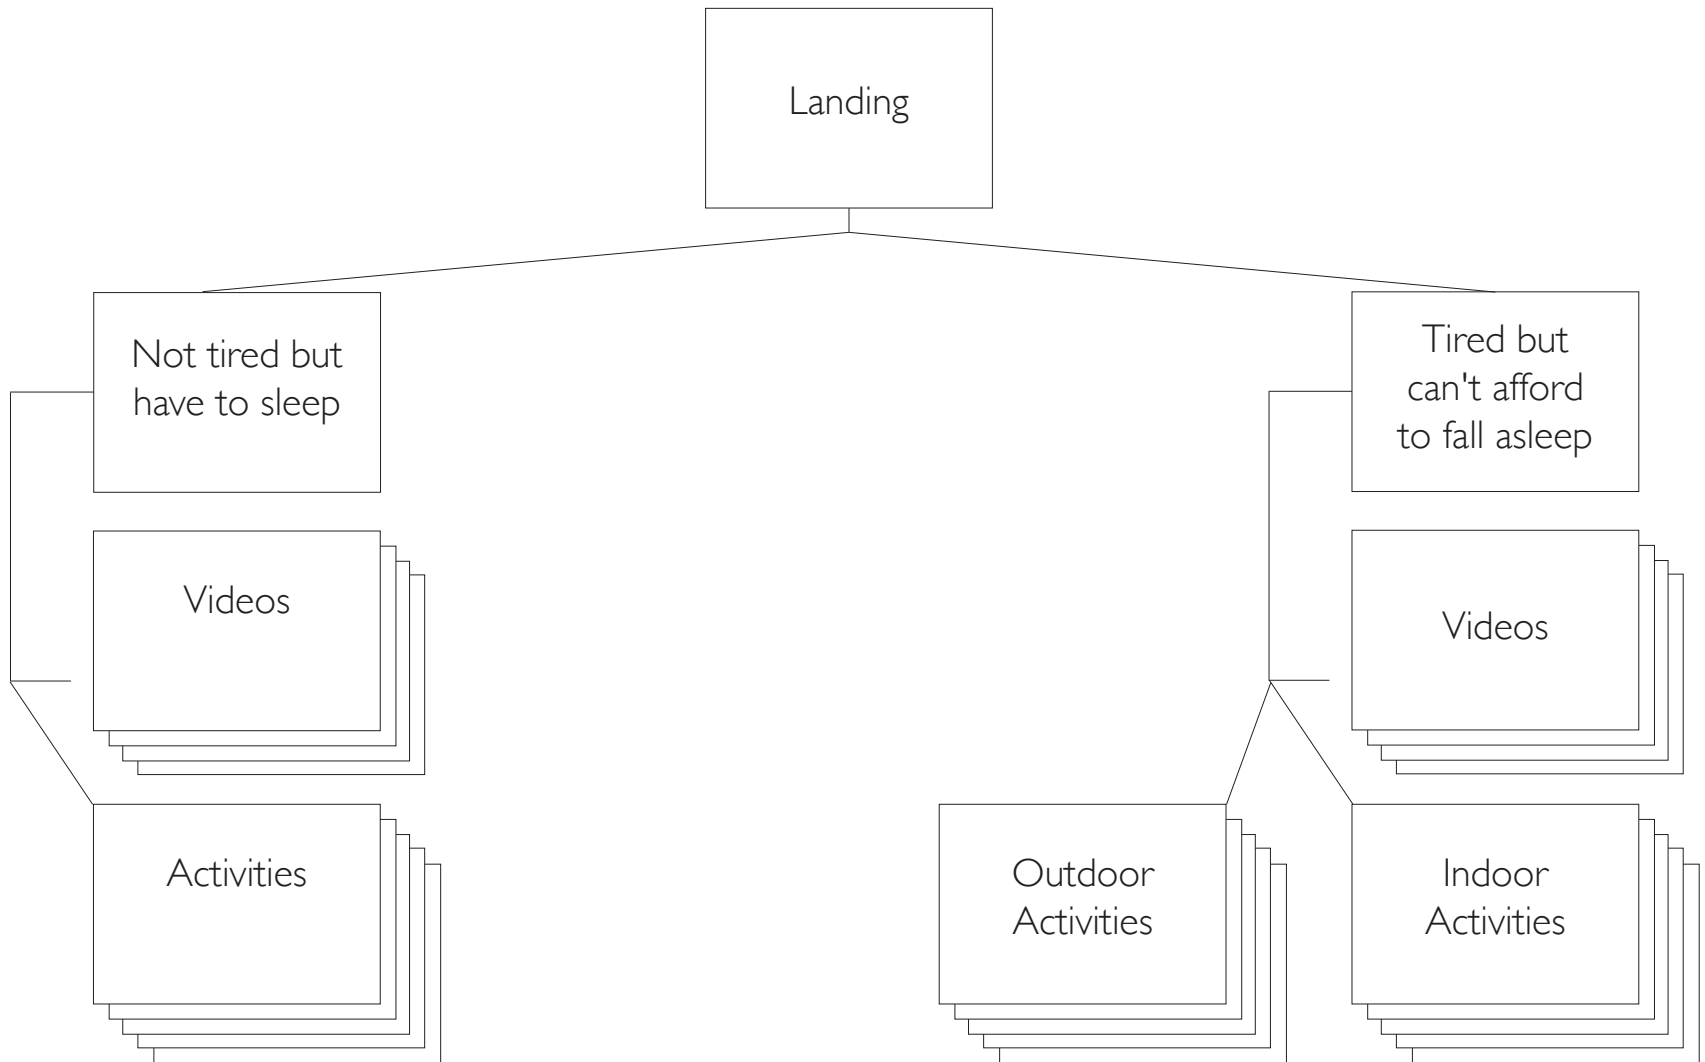 Landing
Not tired but
have to sleep
Tired but
can't afford
to fall asleep
Videos
Videos
Activities
Outdoor
Activities
Indoor
Activities